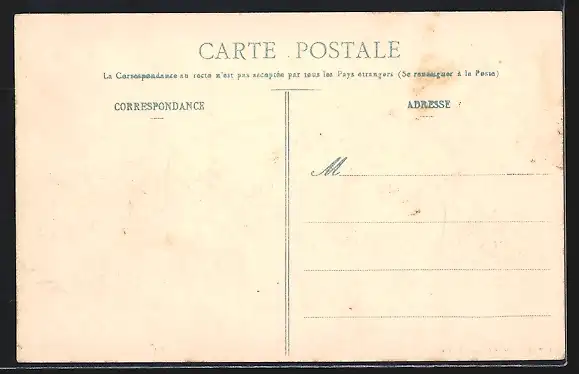 CARTE POSTALE
La Correspondance au recto n'est pas acceptée par tous les Pays étrangers (Se renseigner à la Poste)
CORRESPONDANCE
ADRESSE
M